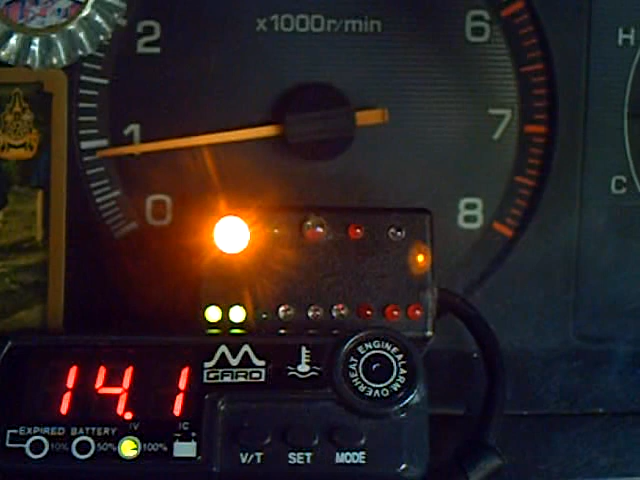 x1000r/min
2
6
1
7
0
8
H
C
14.1
GARD
ENGINE ALARM OVERHEAT
EXPIRED BATTERY IV IC
10% 50% 100%
V/T SET MODE